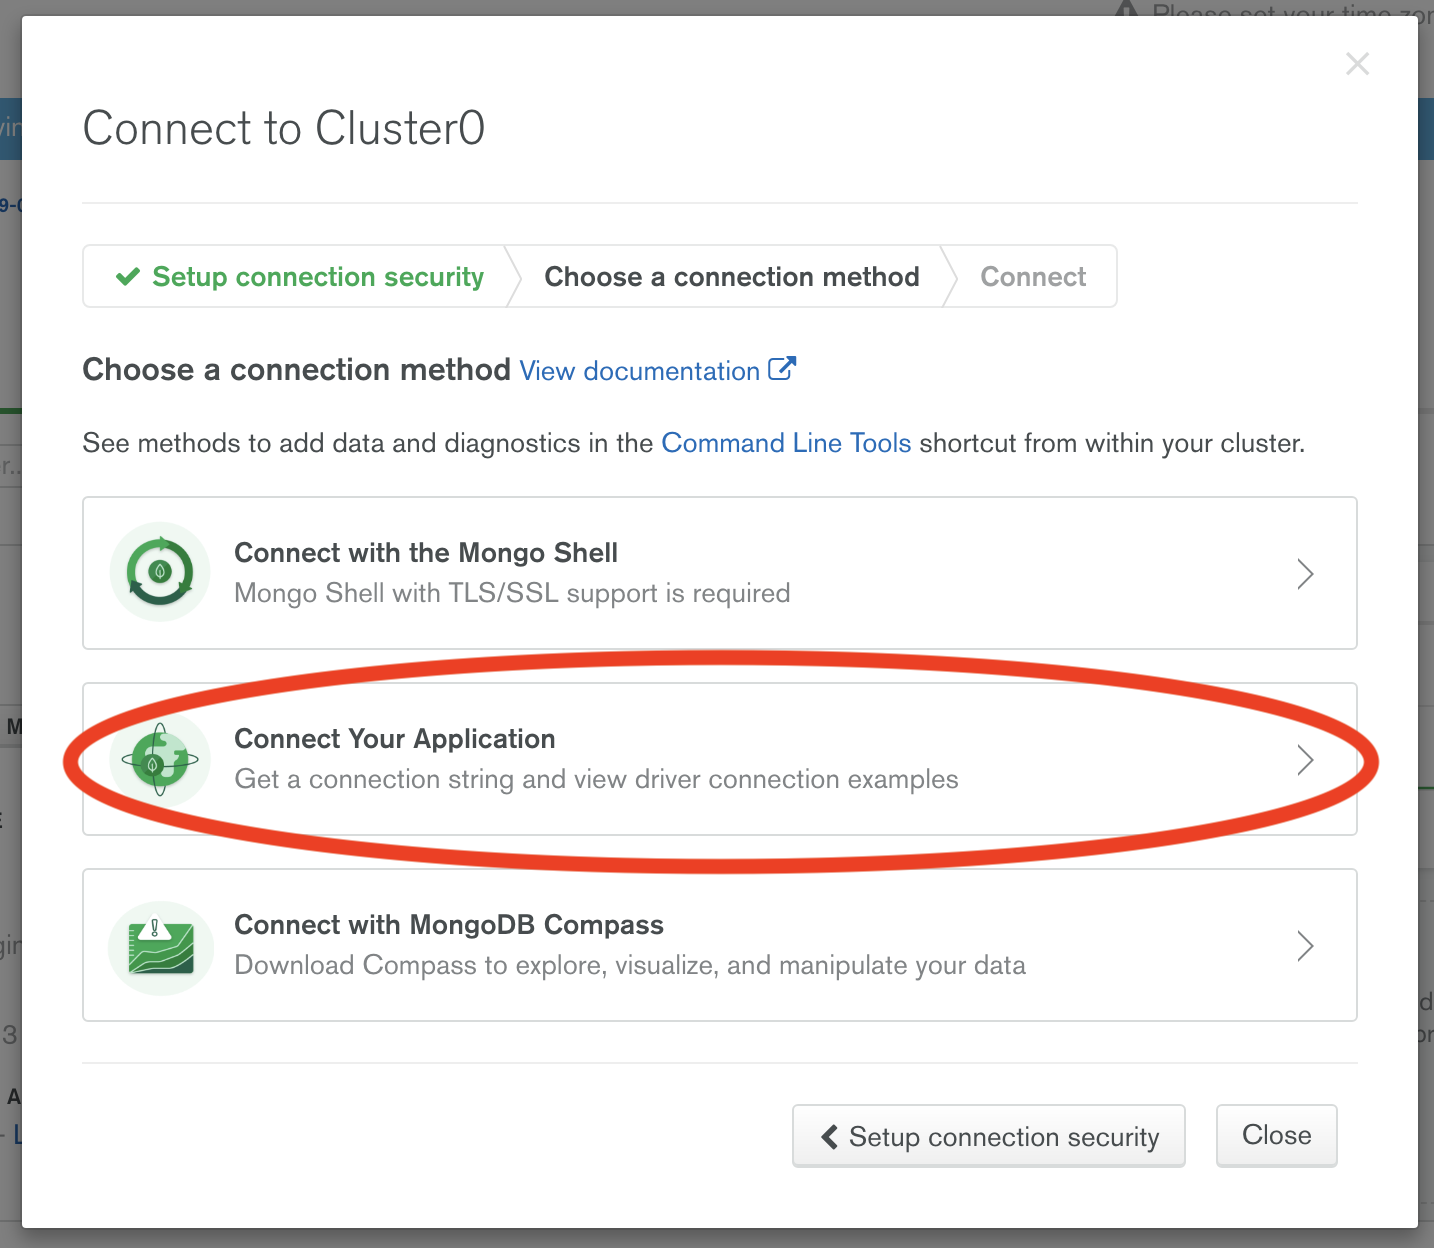 Please set your time zon
Connect to Cluster0
Setup connection security Choose a connection method Connect
Choose a connection method View documentation
See methods to add data and diagnostics in the Command Line Tools shortcut from within your cluster.
Connect with the Mongo Shell
Mongo Shell with TLS/SSL support is required
Connect Your Application
Get a connection string and view driver connection examples
Connect with MongoDB Compass
Download Compass to explore, visualize, and manipulate your data
Setup connection security Close